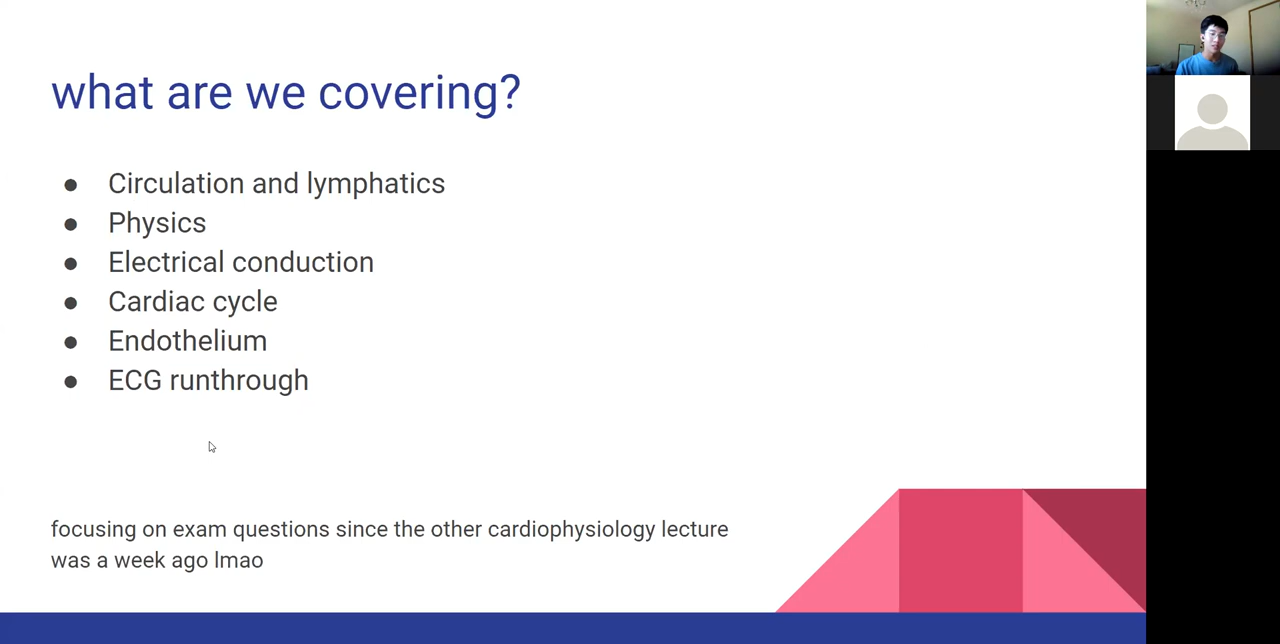 what are we covering?
● Circulation and lymphatics
● Physics
● Electrical conduction
● Cardiac cycle
● Endothelium
● ECG runthrough
focusing on exam questions since the other cardiophysiology lecture
was a week ago lmao